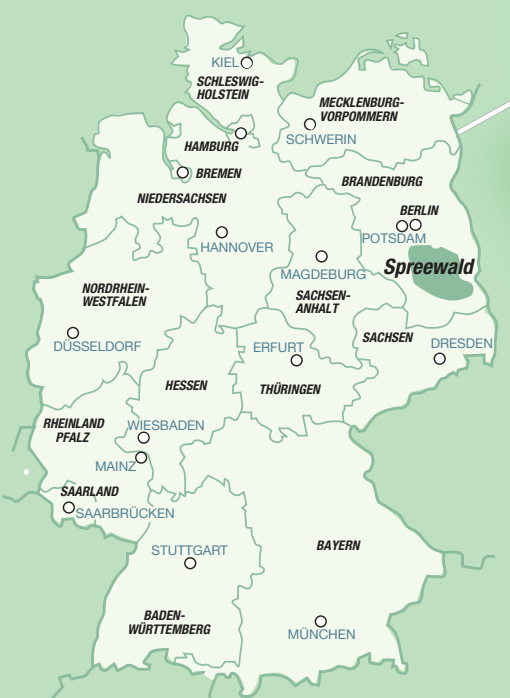 KIEL
SCHLESWIG-
HOLSTEIN
MECKLENBURG-
VORPOMMERN
SCHWERIN
HAMBURG
BREMEN
NIEDERSACHSEN
BRANDENBURG
BERLIN
POTSDAM
HANNOVER
MAGDEBURG
Spreewald
NORDRHEIN-
WESTFALEN
SACHSEN-
ANHALT
DÜSSELDORF
ERFURT
SACHSEN
DRESDEN
HESSEN
THÜRINGEN
RHEINLAND
PFALZ
WIESBADEN
MAINZ
SAARLAND
SAARBRÜCKEN
STUTTGART
BAYERN
BADEN-
WÜRTTEMBERG
MÜNCHEN